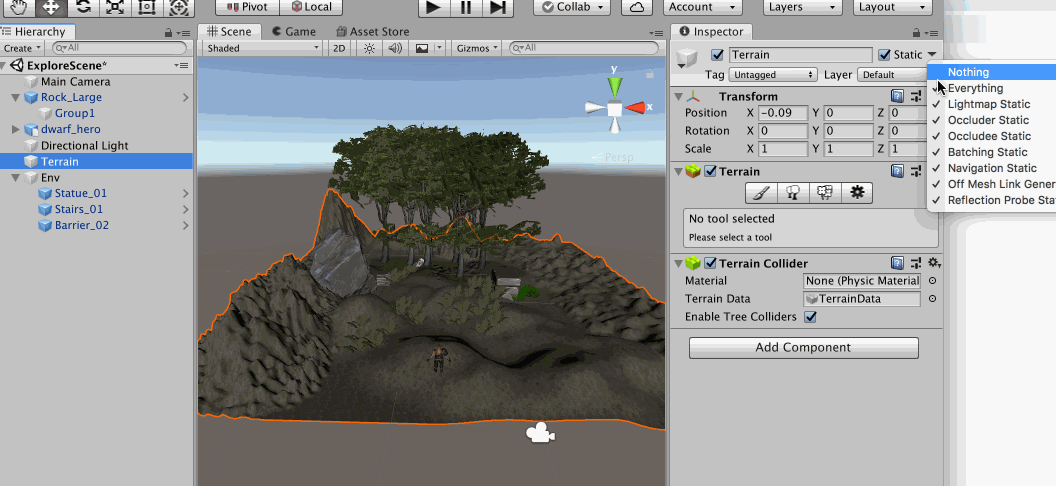 Pivot Local Collab Account Layers Layout
Hierarchy
Create All
ExploreScene*
Main Camera
Rock_Large
Group1
dwarf_hero
Directional Light
Terrain
Env
Statue_01
Stairs_01
Barrier_02
Scene Game Asset Store
Shaded 2D Gizmos All
y
x
Persp
Inspector
Terrain Static
Tag Untagged Layer Default
Transform
Position X -0.09 Y 0 Z 0
Rotation X 0 Y 0 Z 0
Scale X 1 Y 1 Z 1
Terrain
No tool selected
Please select a tool
Terrain Collider
Material None (Physic Material
Terrain Data TerrainData
Enable Tree Colliders
Add Component
Nothing
Everything
Lightmap Static
Occluder Static
Occludee Static
Batching Static
Navigation Static
Off Mesh Link Gener
Reflection Probe Sta